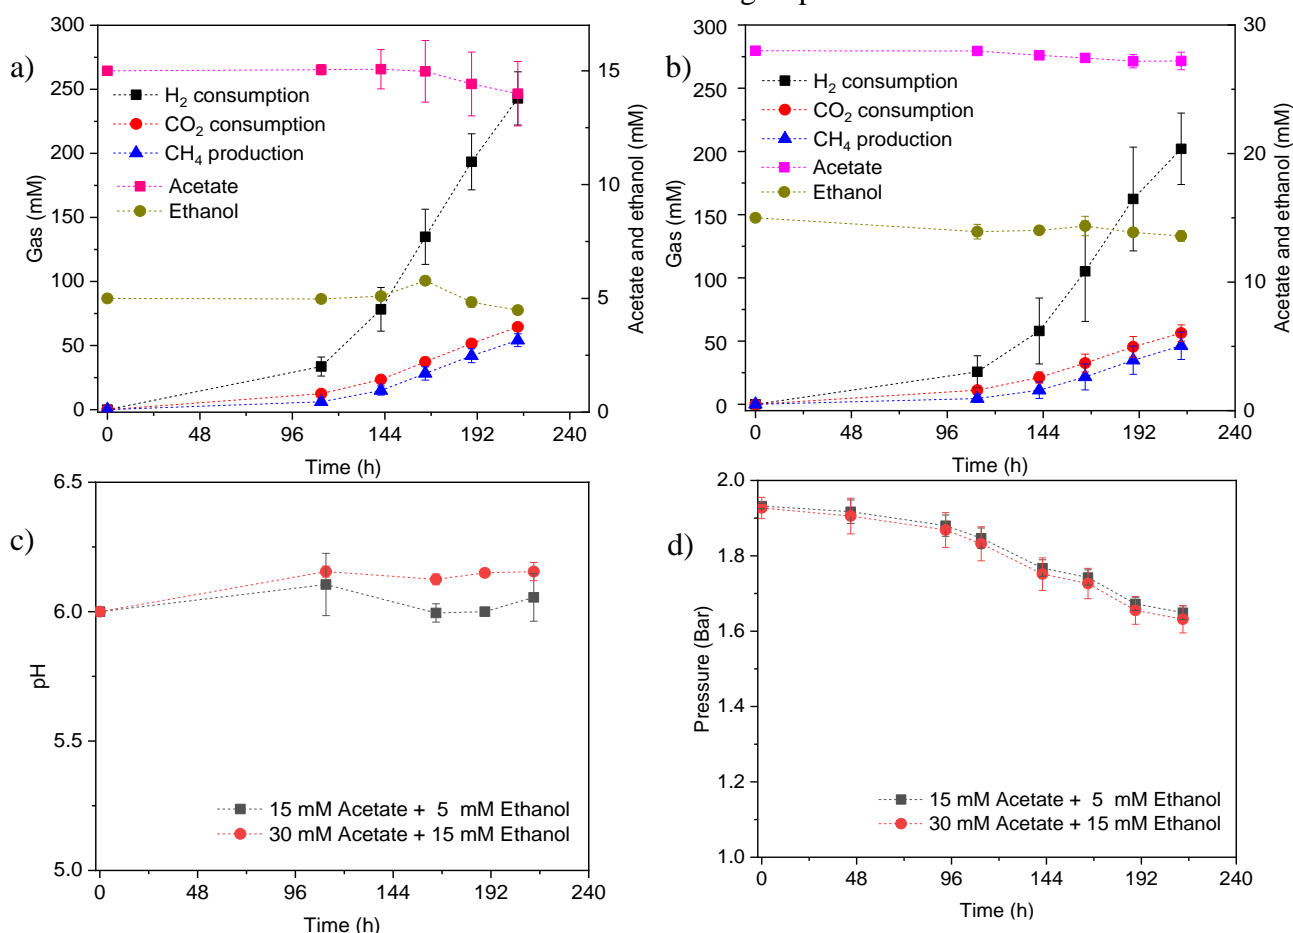 a)
300
250
200
150
100
50
0
Gas (mM)
H2 consumption
CO2 consumption
CH4 production
Acetate
Ethanol
15
10
5
0
Acetate and ethanol (mM)
0 48 96 144 192 240
Time (h)
b)
300
250
200
150
100
50
0
Gas (mM)
H2 consumption
CO2 consumption
CH4 production
Acetate
Ethanol
30
20
10
0
Acetate and ethanol (mM)
0 48 96 144 192 240
Time (h)
c)
6.5
6.0
5.5
5.0
pH
15 mM Acetate + 5 mM Ethanol
30 mM Acetate + 15 mM Ethanol
0 48 96 144 192 240
Time (h)
d)
2.0
1.8
1.6
1.4
1.2
1.0
Pressure (Bar)
15 mM Acetate + 5 mM Ethanol
30 mM Acetate + 15 mM Ethanol
0 48 96 144 192 240
Time (h)